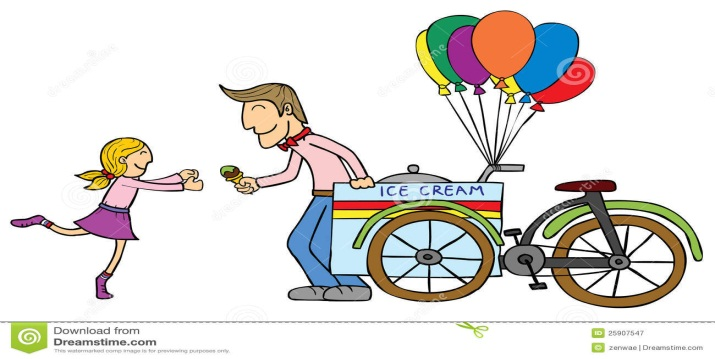 ICE CREAM
Download from
Dreamstime.com
This watermarked comp image is for previewing purposes only.
25907547
zenwae | Dreamstime.com